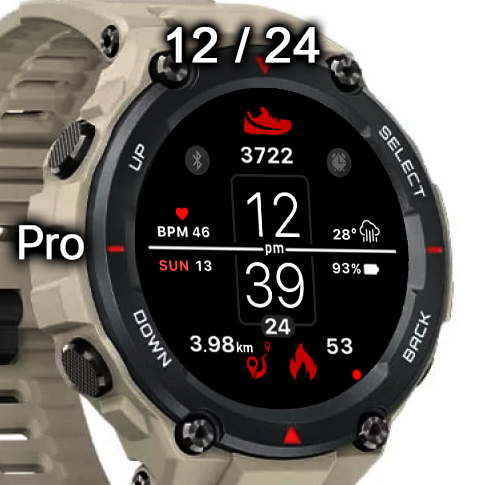 12 / 24
UP
SELECT
3722
12
BPM 46
28°
pm
Pro
SUN 13
93%
39
24
DOWN
3.98km
53
BACK